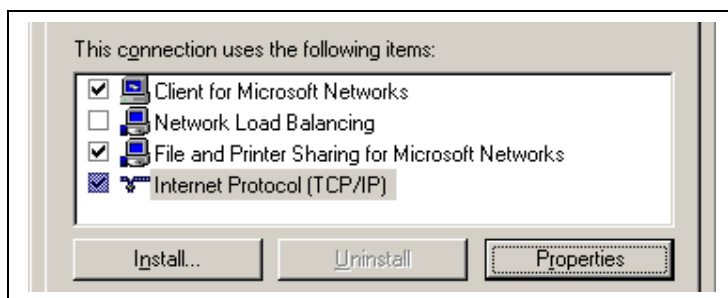 This connection uses the following items:
Client for Microsoft Networks
Network Load Balancing
File and Printer Sharing for Microsoft Networks
Internet Protocol (TCP/IP)
Install... Uninstall Properties